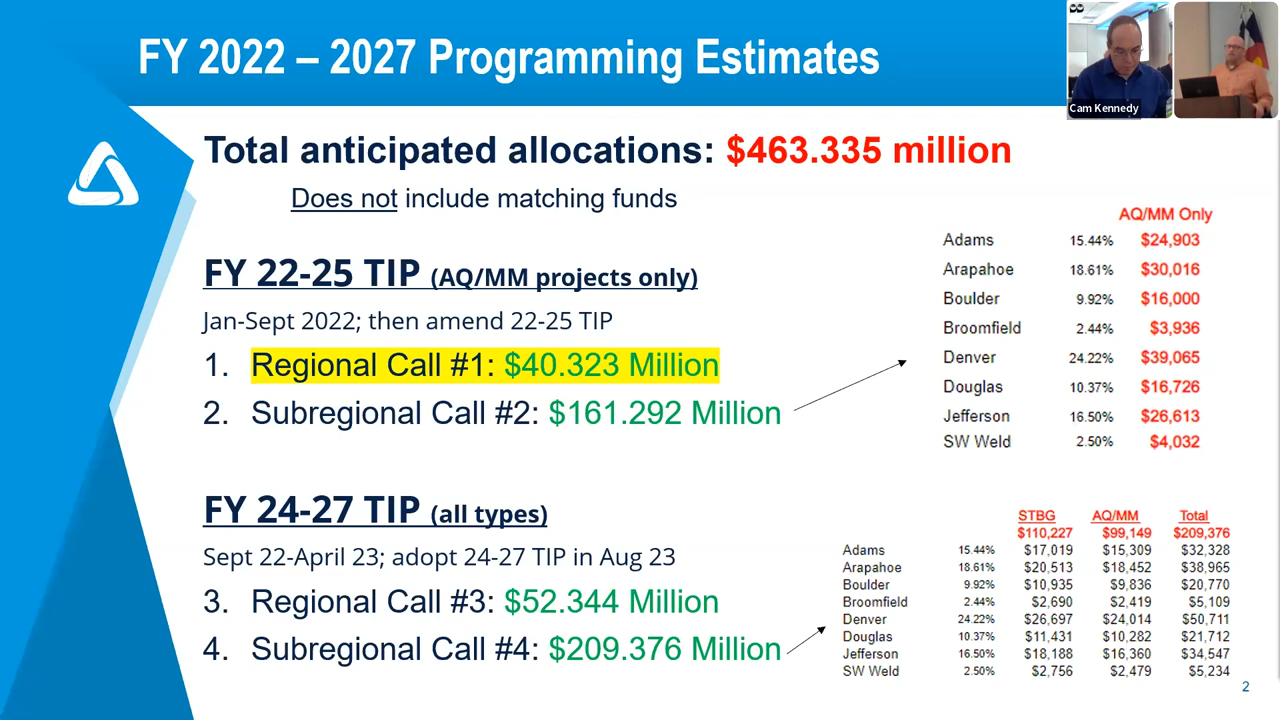 FY 2022 – 2027 Programming Estimates
Cam Kennedy
Total anticipated allocations: $463.335 million
Does not include matching funds
FY 22-25 TIP (AQ/MM projects only)
Jan-Sept 2022; then amend 22-25 TIP
1. Regional Call #1: $40.323 Million
2. Subregional Call #2: $161.292 Million
AQ/MM Only
Adams 15.44% $24,903
Arapahoe 18.61% $30,016
Boulder 9.92% $16,000
Broomfield 2.44% $3,936
Denver 24.22% $39,065
Douglas 10.37% $16,726
Jefferson 16.50% $26,613
SW Weld 2.50% $4,032
FY 24-27 TIP (all types)
Sept 22-April 23; adopt 24-27 TIP in Aug 23
3. Regional Call #3: $52.344 Million
4. Subregional Call #4: $209.376 Million
STBG AQ/MM Total
$110,227 $99,149 $209,376
Adams 15.44% $17,019 $15,309 $32,328
Arapahoe 18.61% $20,513 $18,452 $38,965
Boulder 9.92% $10,935 $9,836 $20,770
Broomfield 2.44% $2,690 $2,419 $5,109
Denver 24.22% $26,697 $24,014 $50,711
Douglas 10.37% $11,431 $10,282 $21,712
Jefferson 16.50% $18,188 $16,360 $34,547
SW Weld 2.50% $2,756 $2,479 $5,234
2